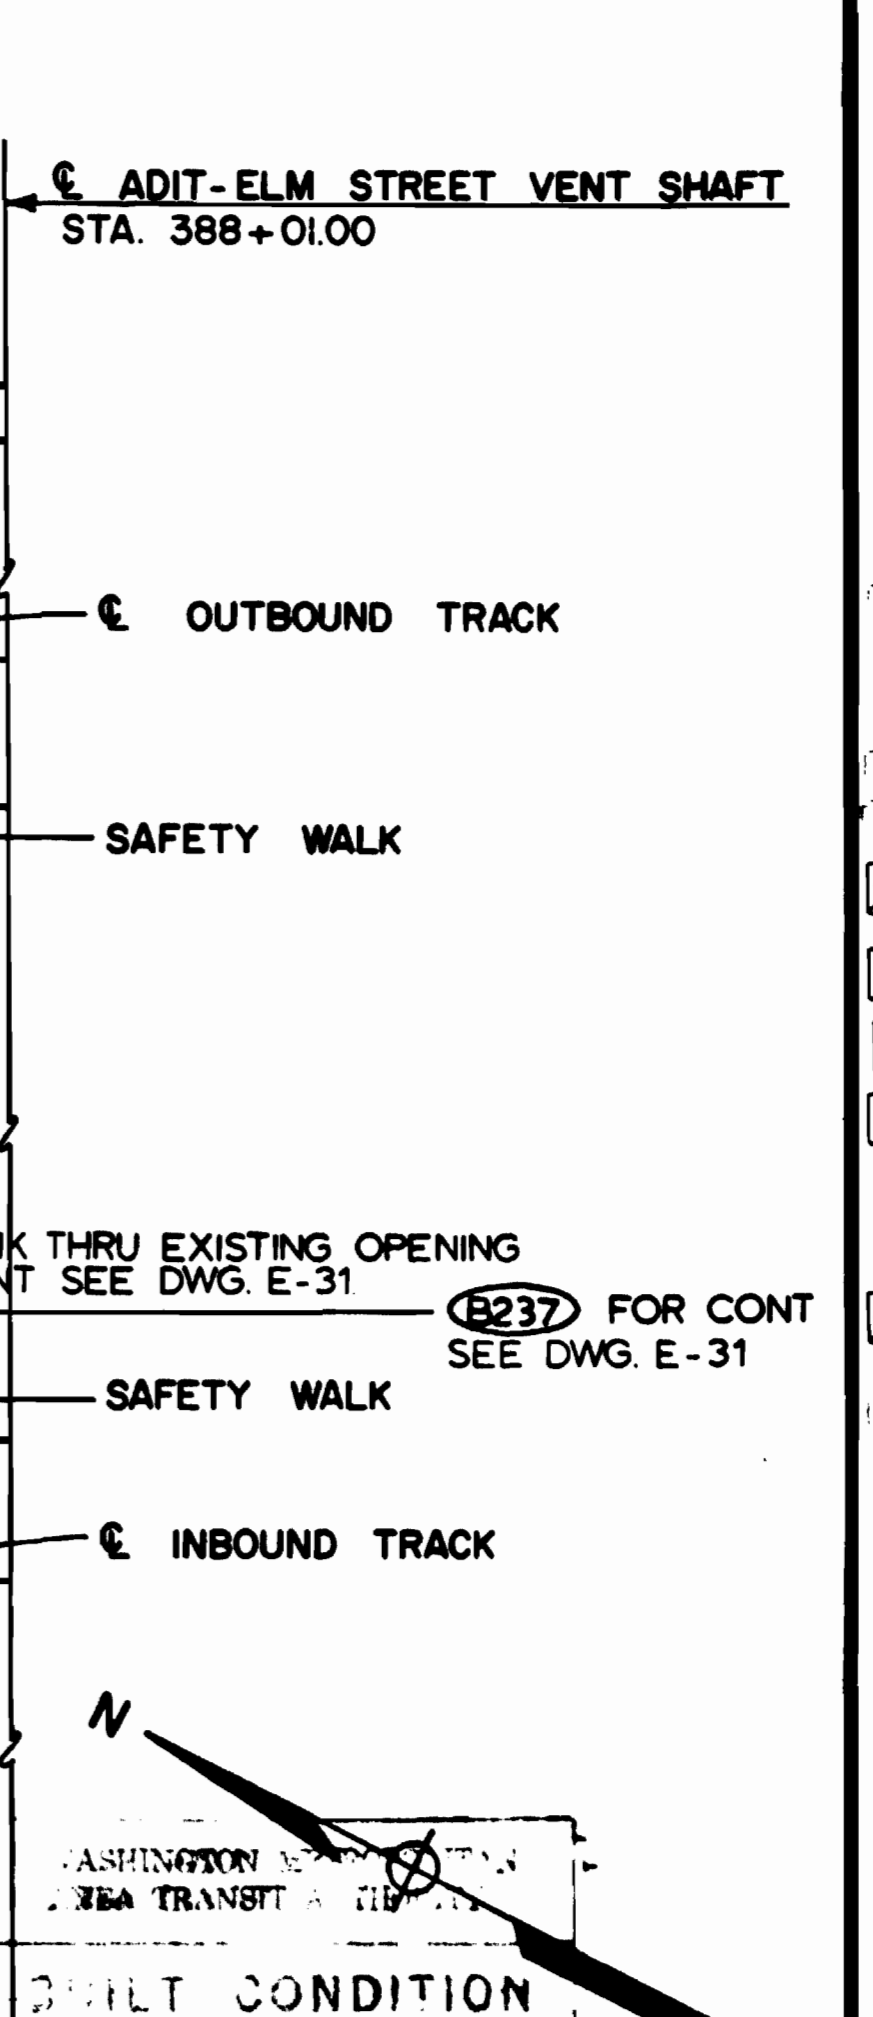 ℄ ADIT-ELM STREET VENT SHAFT
STA. 388+01.00
℄ OUTBOUND TRACK
SAFETY WALK
THRU EXISTING OPENING
SEE DWG. E-31
B237 FOR CONT
SEE DWG. E-31
SAFETY WALK
℄ INBOUND TRACK
N
TRANSIT
CONDITION